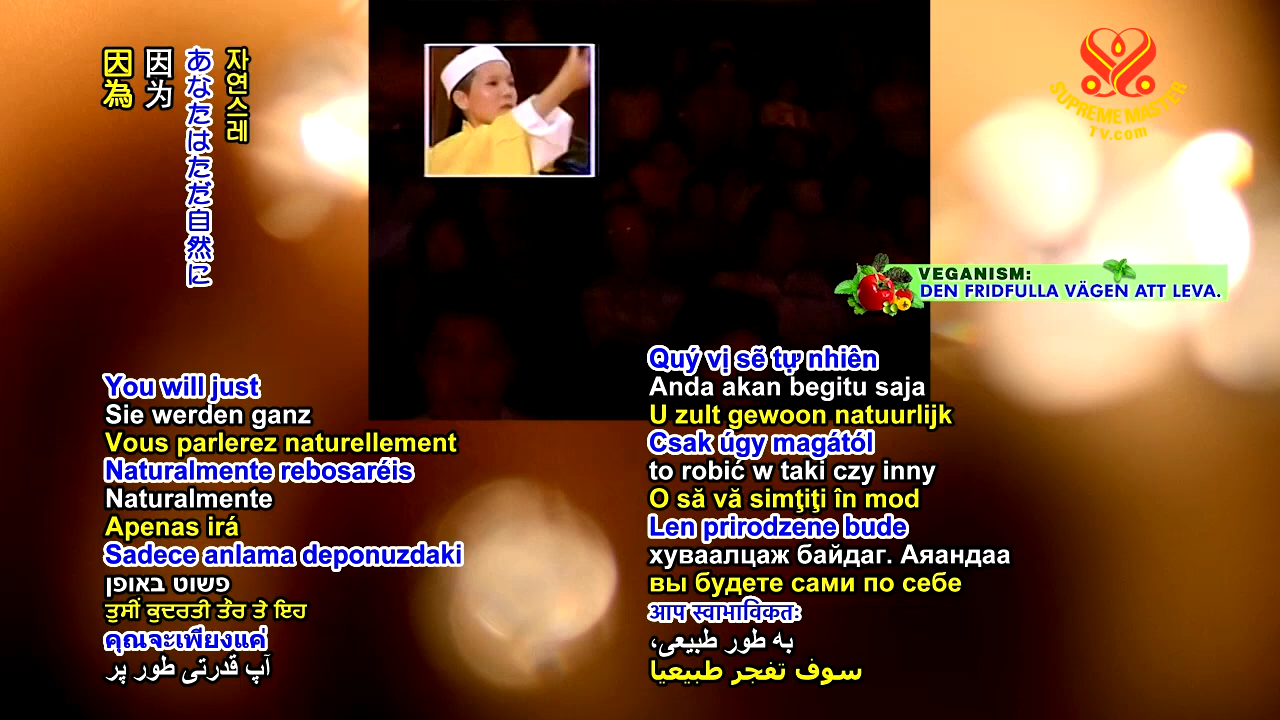 因為
因为
あなたはただ自然に
자연스레
SUPREME MASTER
TV.com
VEGANISM:
DEN FRIDFULLA VÄGEN ATT LEVA.
You will just
Sie werden ganz
Vous parlerez naturellement
Naturalmente rebosaréis
Naturalmente
Apenas irá
Sadece anlama deponuzdaki
פשוט באופן
ਤੁਸੀਂ ਕੁਦਰਤੀ ਤੌਰ ਤੇ ਇਹ
คุณจะเพียงแค่
آپ قدرتی طور پر
Quý vị sẽ tự nhiên
Anda akan begitu saja
U zult gewoon natuurlijk
Csak úgy magától
to robić w taki czy inny
O să vă simţiţi în mod
Len prirodzene bude
хуваалцаж байдаг. Аяандаа
вы будете сами по себе
आप स्वाभाविकतः
به طور طبیعی،
سوف تفجر طبيعيا